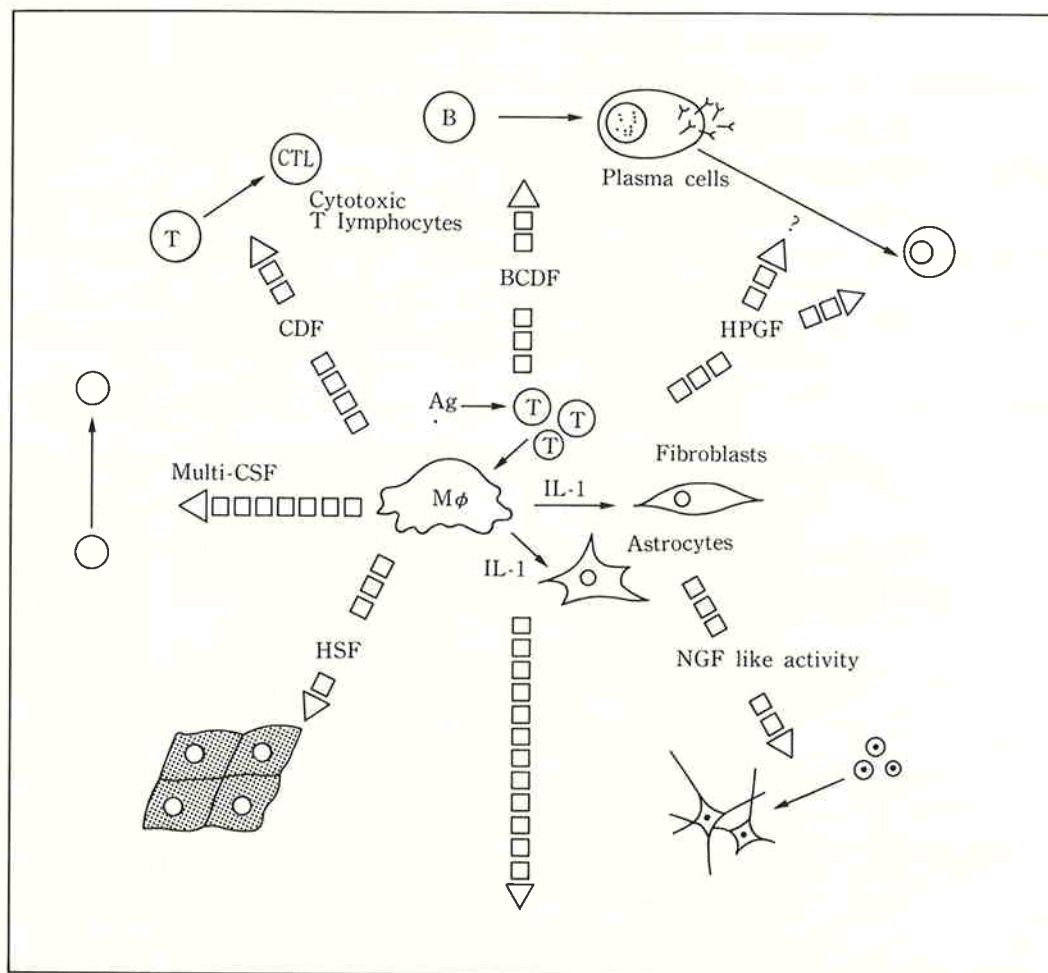 B
Plasma cells
CTL
Cytotoxic
T lymphocytes
T
?
BCDF
HPGF
CDF
Ag
T
T
T
Fibroblasts
Multi-CSF
Mφ
IL-1
Astrocytes
IL-1
HSF
NGF like activity